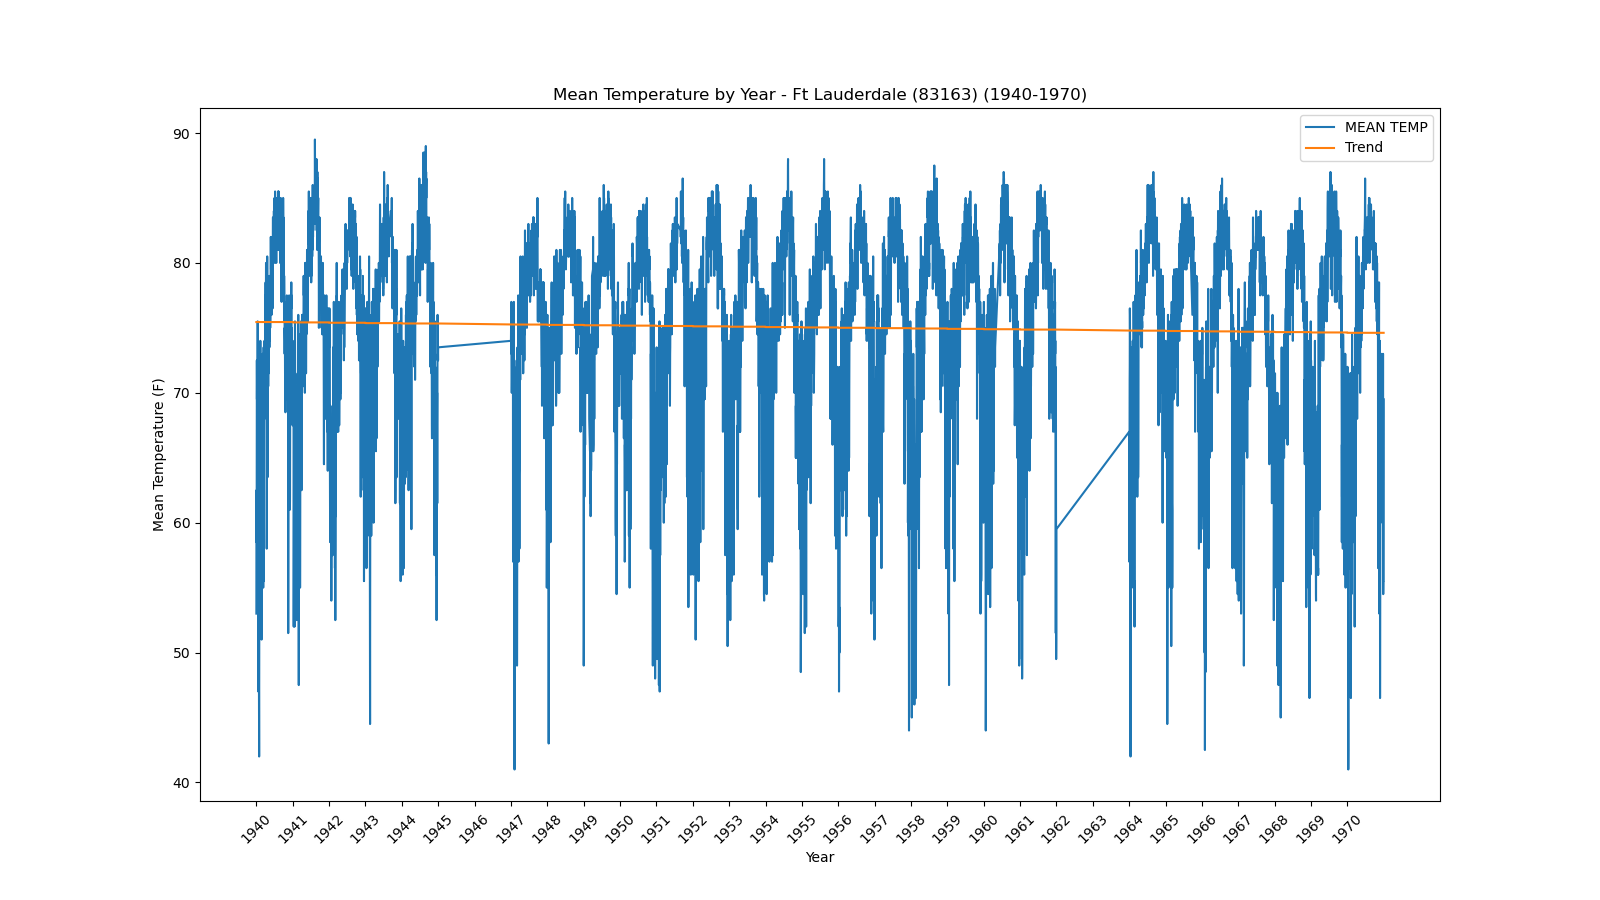 Mean Temperature by Year - Ft Lauderdale (83163) (1940-1970)
MEAN TEMP
Trend
Mean Temperature (F)
90
80
70
60
50
40
1940 1941 1942 1943 1944 1945 1946 1947 1948 1949 1950 1951 1952 1953 1954 1955 1956 1957 1958 1959 1960 1961 1962 1963 1964 1965 1966 1967 1968 1969 1970
Year